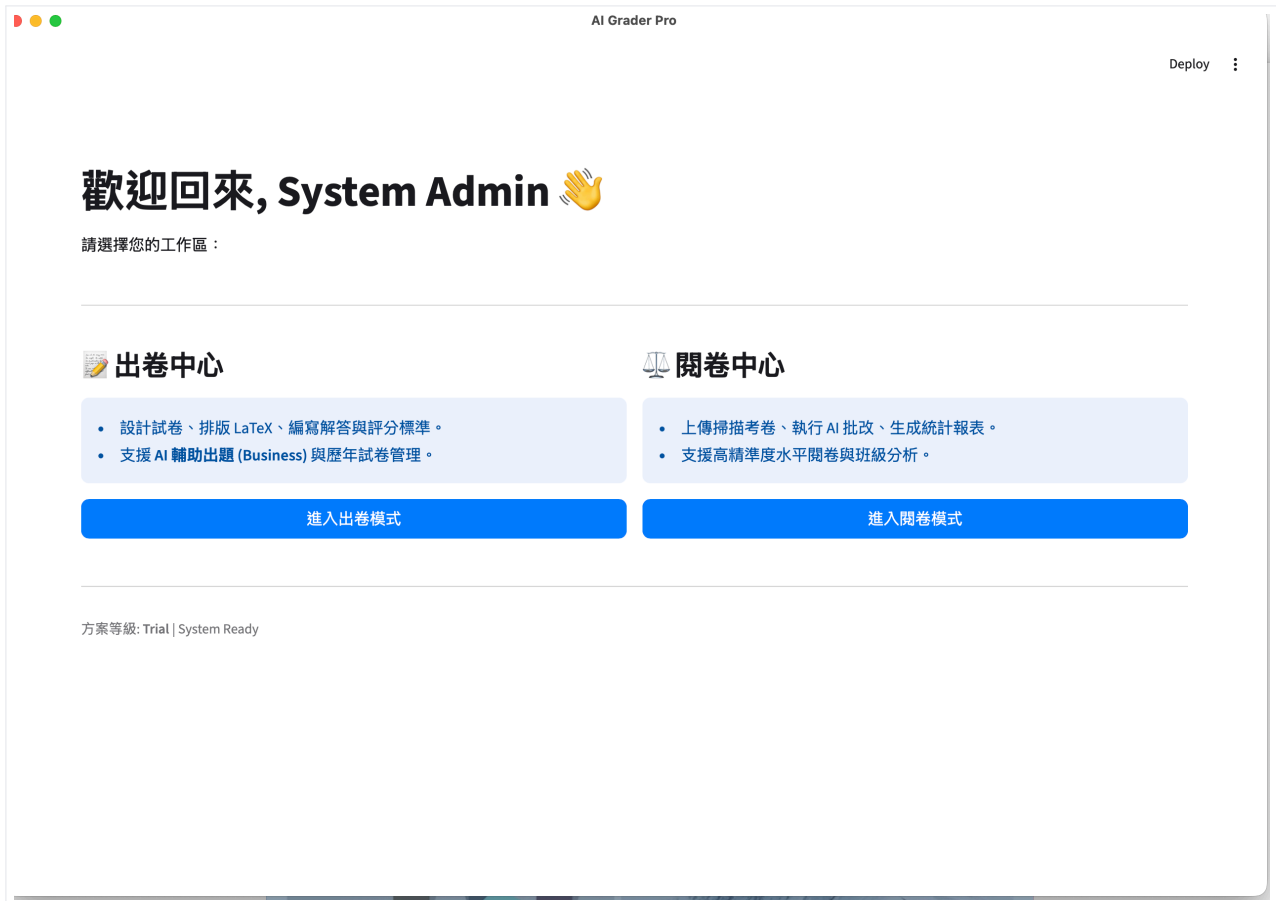 AI Grader Pro
Deploy
歡迎回來, System Admin 👋
請選擇您的工作區：
📝 出卷中心
設計試卷、排版 LaTeX、編寫解答與評分標準。
支援 AI 輔助出題 (Business) 與歷年試卷管理。
進入出卷模式
⚖️ 閱卷中心
上傳掃描考卷、執行 AI 批改、生成統計報表。
支援高精準度水平閱卷與班級分析。
進入閱卷模式
方案等級: Trial | System Ready